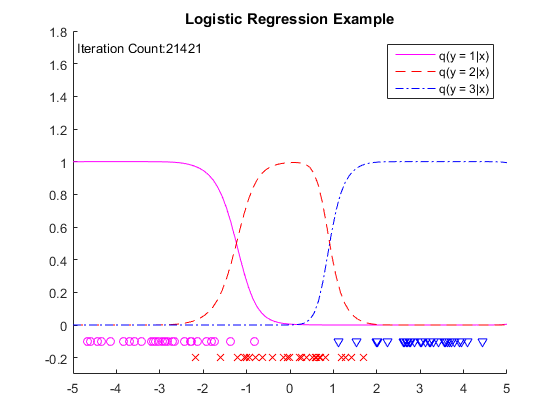 Logistic Regression Example
1.8
1.6
1.4
1.2
1
0.8
0.6
0.4
0.2
0
-0.2
Iteration Count:21421
q(y = 1|x)
q(y = 2|x)
q(y = 3|x)
-5 -4 -3 -2 -1 0 1 2 3 4 5